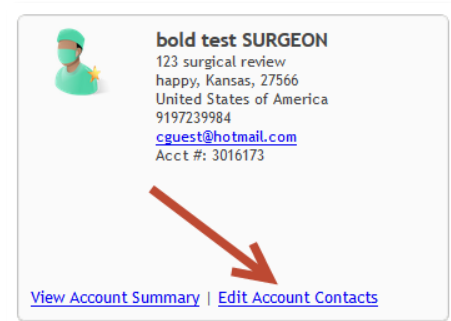 bold test SURGEON
123 surgical review
happy, Kansas, 27566
United States of America
9197239984
cguest@hotmail.com
Acct #: 3016173
View Account Summary | Edit Account Contacts